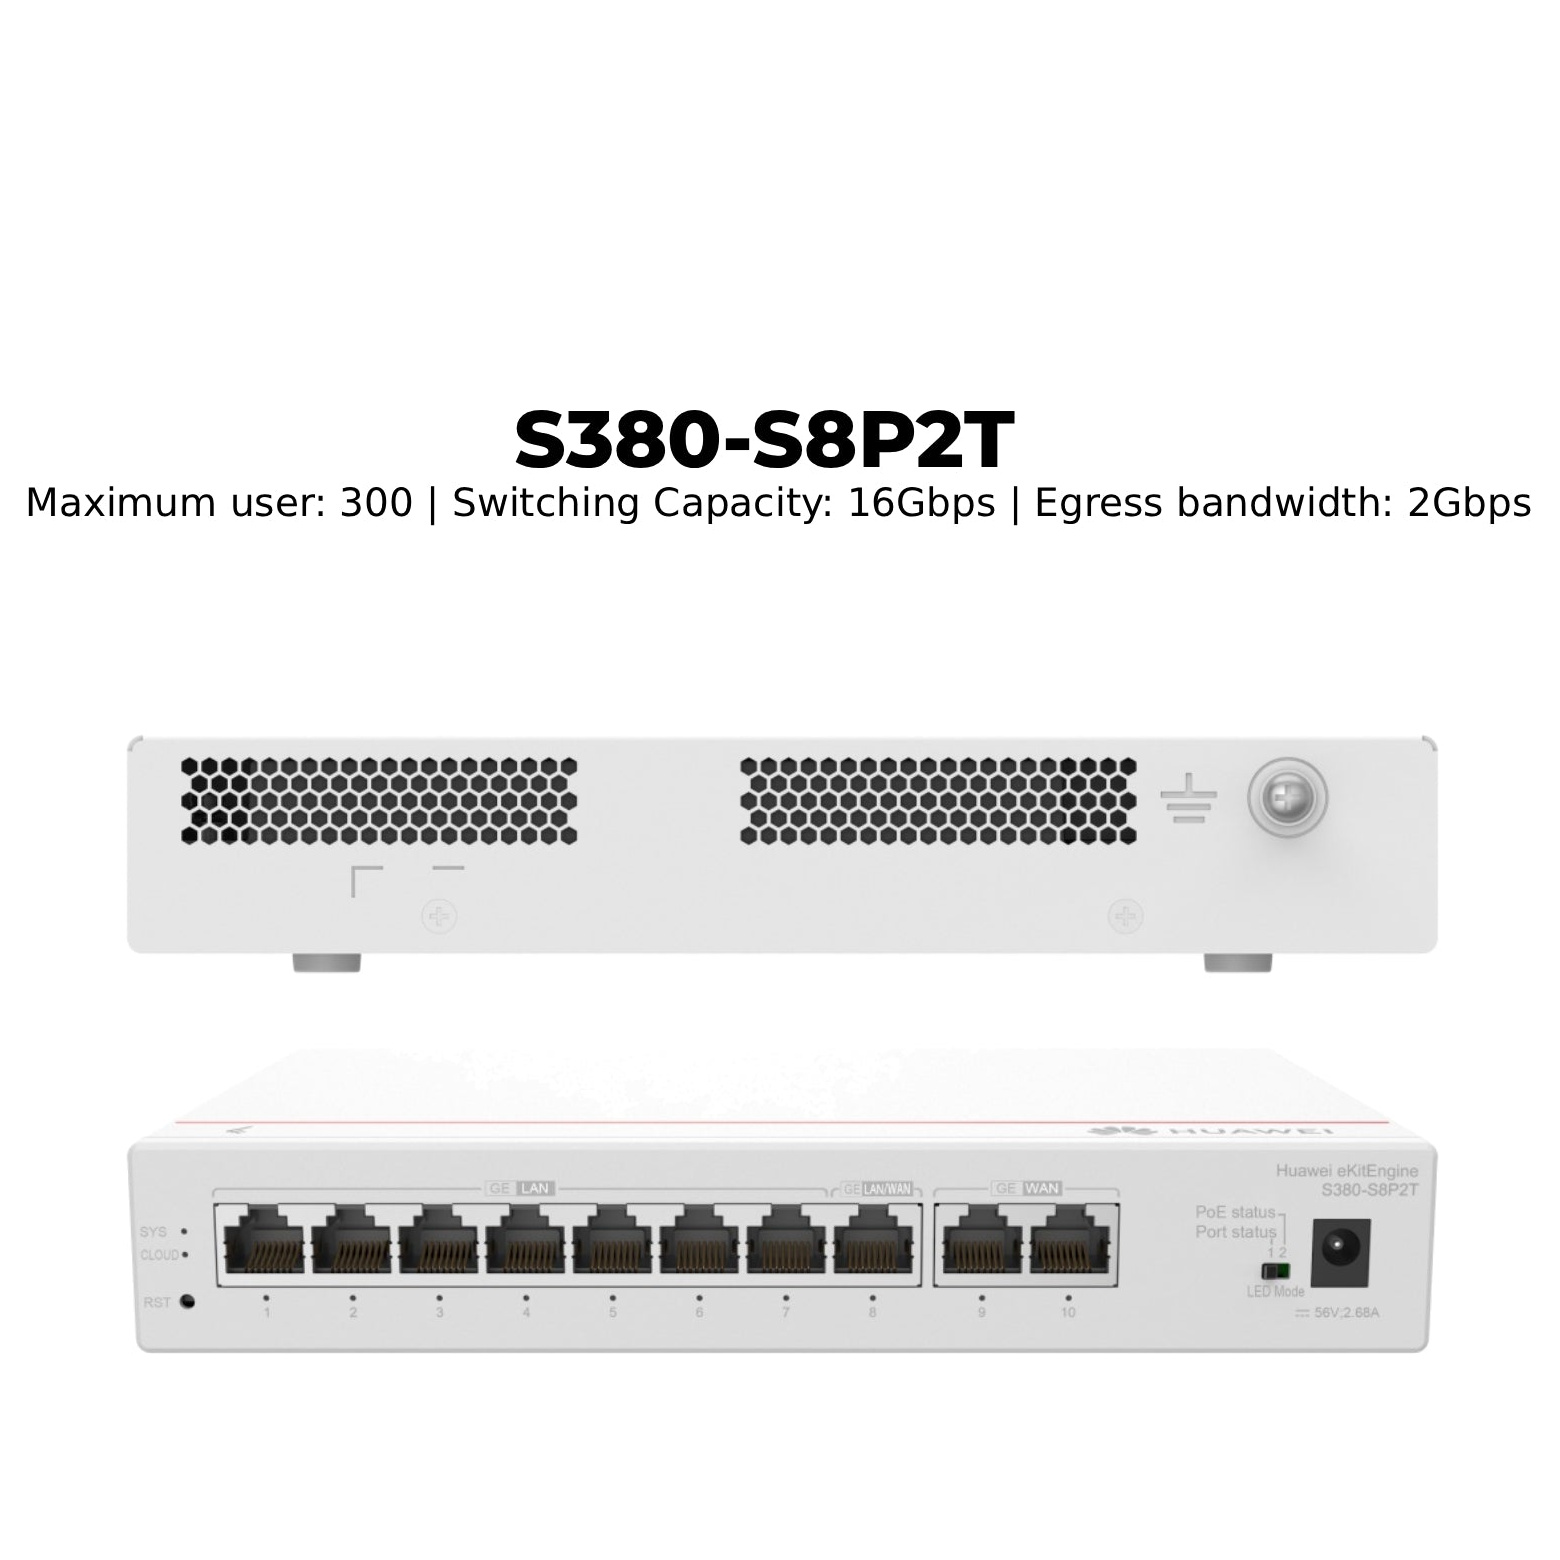 S380-S8P2T
Maximum user: 300 | Switching Capacity: 16Gbps | Egress bandwidth: 2Gbps
HUAWEI
Huawei eKitEngine
S380-S8P2T
GE LAN
GE LAN/WAN
GE WAN
PoE status
Port status
1 2
LED Mode
56V;2.68A
SYS
CLOUD
RST
1 2 3 4 5 6 7 8 9 10